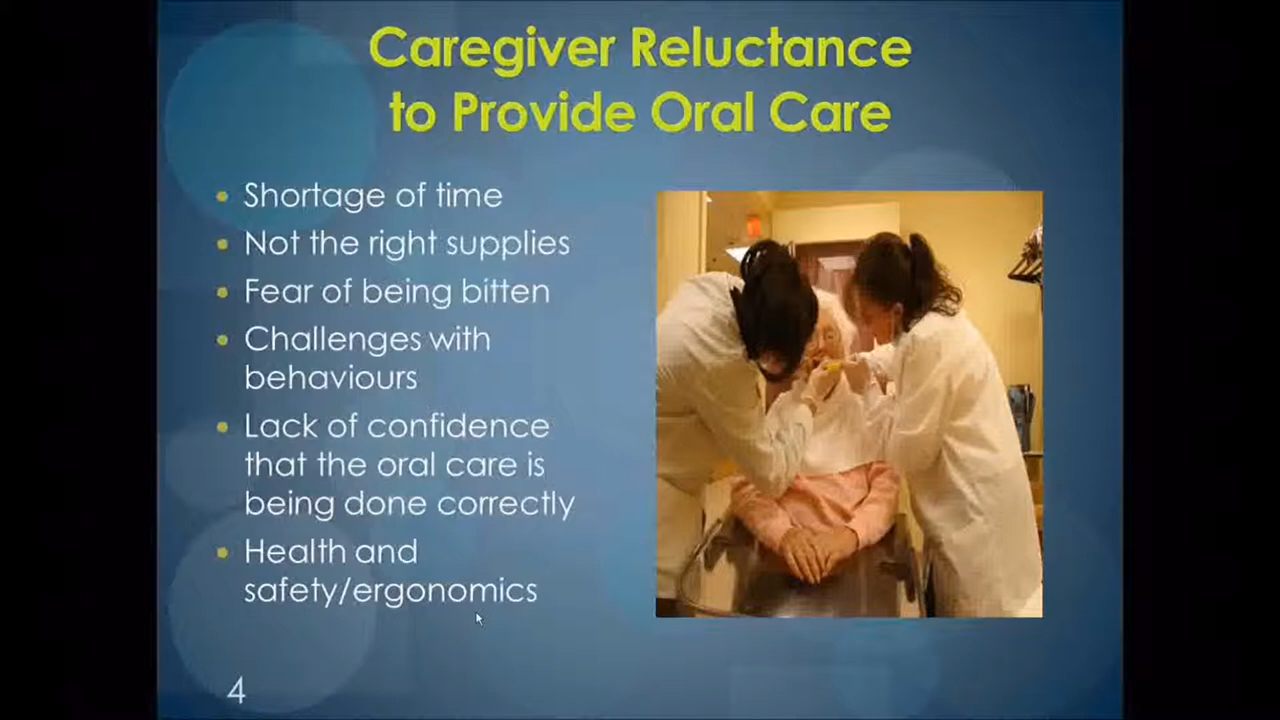 Caregiver Reluctance
to Provide Oral Care
• Shortage of time
• Not the right supplies
• Fear of being bitten
• Challenges with
behaviours
• Lack of confidence
that the oral care is
being done correctly
• Health and
safety/ergonomics
4